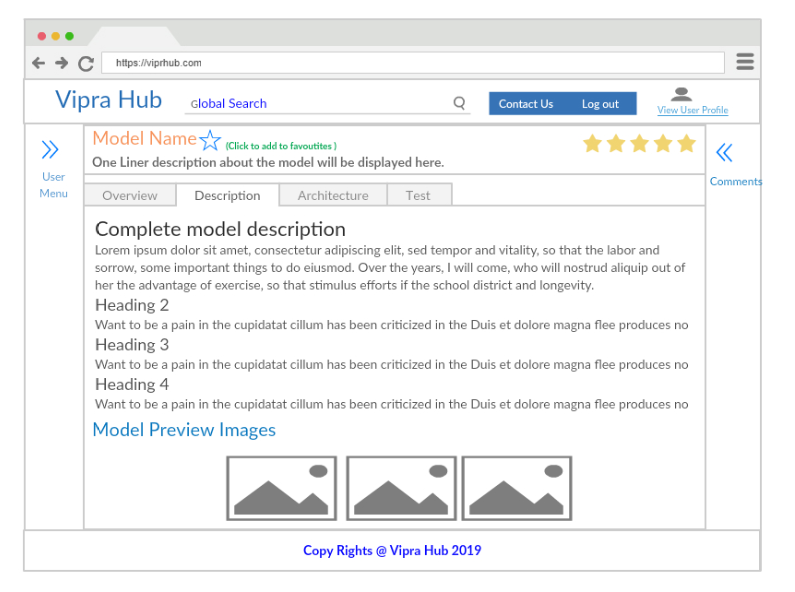 https://viprhub.com
Vipra Hub
Global Search
Contact Us
Log out
View User Profile
User
Menu
Model Name
(Click to add to favoutites )
One Liner description about the model will be displayed here.
Comments
Overview
Description
Architecture
Test
Complete model description
Lorem ipsum dolor sit amet, consectetur adipiscing elit, sed tempor and vitality, so that the labor and
sorrow, some important things to do eiusmod. Over the years, I will come, who will nostrud aliquip out of
her the advantage of exercise, so that stimulus efforts if the school district and longevity.
Heading 2
Want to be a pain in the cupidatat cillum has been criticized in the Duis et dolore magna flee produces no
Heading 3
Want to be a pain in the cupidatat cillum has been criticized in the Duis et dolore magna flee produces no
Heading 4
Want to be a pain in the cupidatat cillum has been criticized in the Duis et dolore magna flee produces no
Model Preview Images
Copy Rights @ Vipra Hub 2019